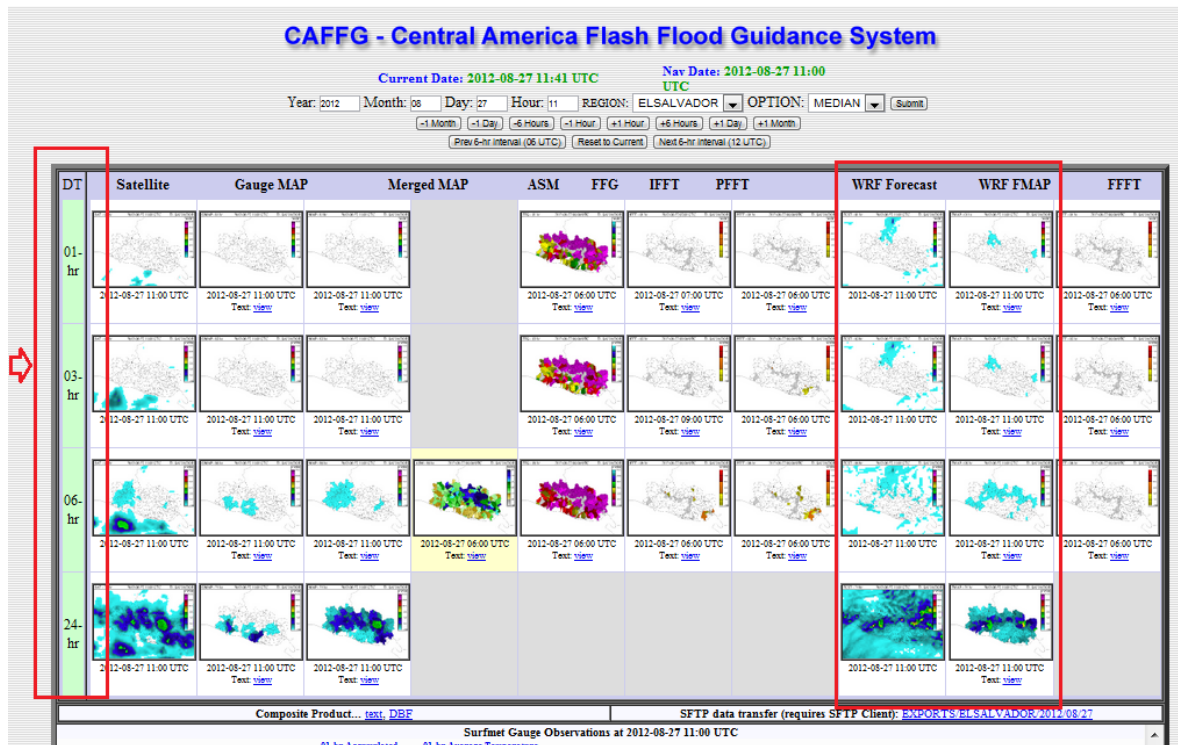 CAFFG - Central America Flash Flood Guidance System
Current Date: 2012-08-27 11:41 UTC
Nav Date: 2012-08-27 11:00
UTC
Year: 2012 Month: 08 Day: 27 Hour: 11 REGION: ELSALVADOR OPTION: MEDIAN Submit
-1 Month -1 Day -6 Hours -1 Hour +1 Hour +6 Hours +1 Day +1 Month
Prev 6-hr Interval (06 UTC) Reset to Current Next 6-hr Interval (12 UTC)
DT Satellite Gauge MAP Merged MAP ASM FFG IFFT PFFT WRF Forecast WRF FMAP FFFT
01-
hr
2012-08-27 11:00 UTC 2012-08-27 11:00 UTC 2012-08-27 11:00 UTC 2012-08-27 06:00 UTC 2012-08-27 07:00 UTC 2012-08-27 06:00 UTC 2012-08-27 11:00 UTC 2012-08-27 11:00 UTC 2012-08-27 06:00 UTC
Text: view Text: view Text: view Text: view Text: view Text: view Text: view
03-
hr
2012-08-27 11:00 UTC 2012-08-27 11:00 UTC 2012-08-27 11:00 UTC 2012-08-27 06:00 UTC 2012-08-27 09:00 UTC 2012-08-27 06:00 UTC 2012-08-27 11:00 UTC 2012-08-27 11:00 UTC 2012-08-27 06:00 UTC
Text: view Text: view Text: view Text: view Text: view Text: view Text: view
06-
hr
2012-08-27 11:00 UTC 2012-08-27 11:00 UTC 2012-08-27 11:00 UTC 2012-08-27 06:00 UTC 2012-08-27 06:00 UTC 2012-08-27 06:00 UTC 2012-08-27 06:00 UTC 2012-08-27 11:00 UTC 2012-08-27 11:00 UTC 2012-08-27 06:00 UTC
Text: view Text: view Text: view Text: view Text: view Text: view Text: view Text: view
24-
hr
2012-08-27 11:00 UTC 2012-08-27 11:00 UTC 2012-08-27 11:00 UTC 2012-08-27 11:00 UTC 2012-08-27 11:00 UTC
Text: view Text: view Text: view
Composite Product... text, DBF SFTP data transfer (requires SFTP Client): EXPORTS/ELSALVADOR/2012/08/27
Surfmet Gauge Observations at 2012-08-27 11:00 UTC